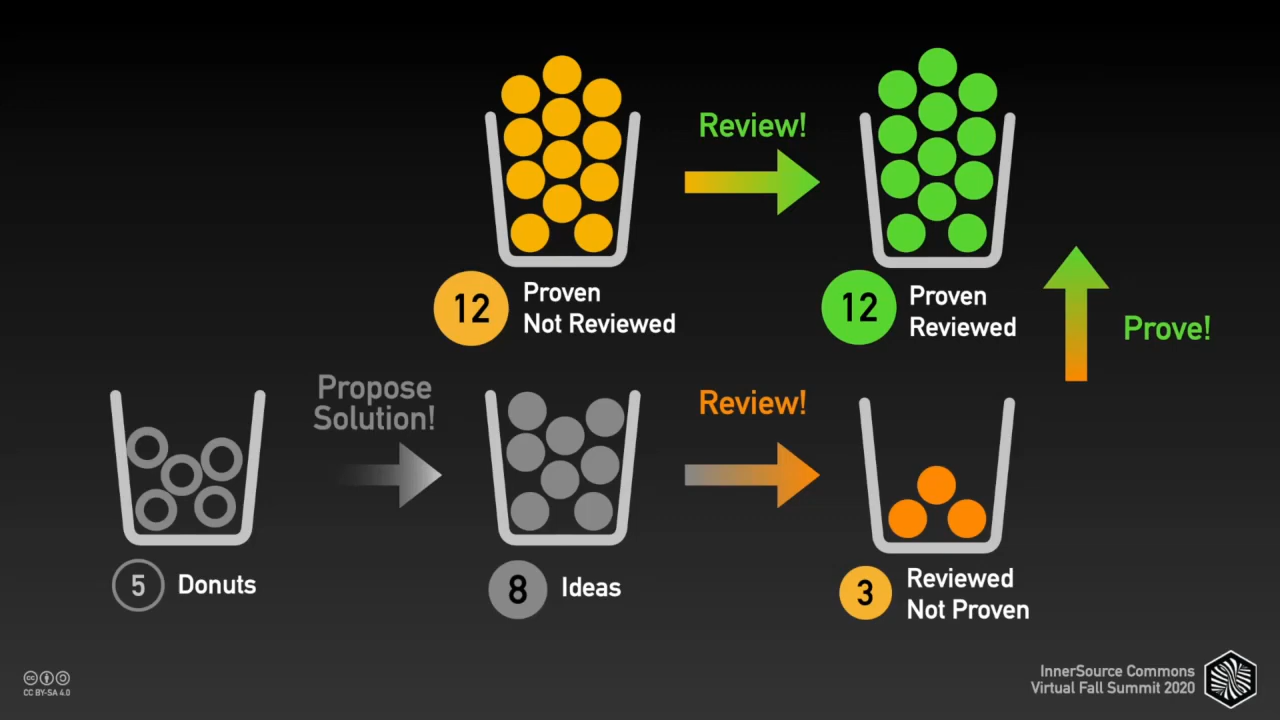 Review!
12
Proven
Not Reviewed
12
Proven
Reviewed
Prove!
Propose
Solution!
Review!
5
Donuts
8
Ideas
3
Reviewed
Not Proven
cc
CC BY-SA 4.0
InnerSource Commons
Virtual Fall Summit 2020